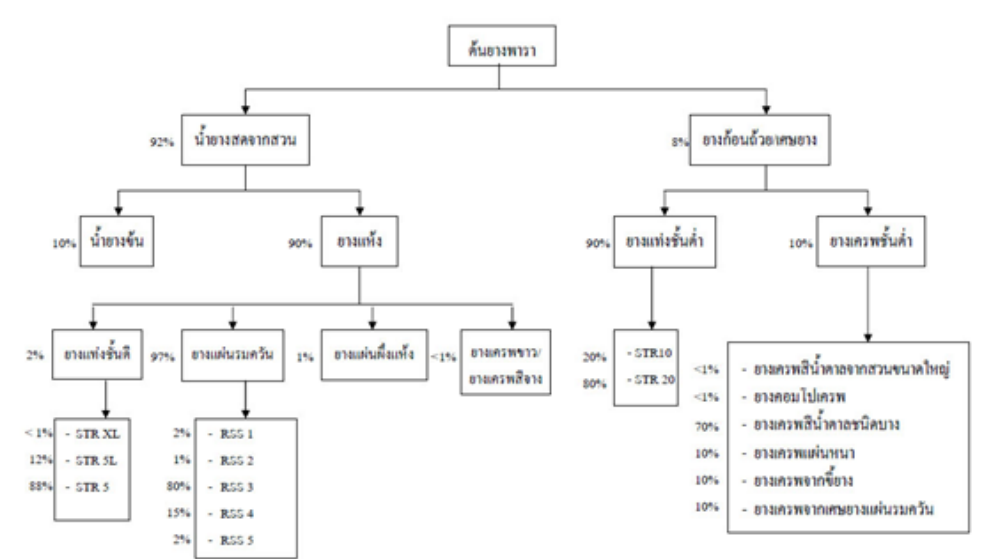 ต้นยางพารา
92% น้ำยางสดจากสวน
8% ยางก้อนถ้วย/เศษยาง
10% น้ำยางข้น
90% ยางแห้ง
90% ยางแท่งชั้นต่ำ
10% ยางเครพชั้นต่ำ
2% ยางแท่งชั้นดี
97% ยางแผ่นรมควัน
1% ยางแผ่นผึ่งแห้ง
<1% ยางเครพขาว/
ยางเครพสีจาง
20% - STR10
80% - STR 20
<1% - ยางเครพสีน้ำตาลจากสวนขนาดใหญ่
<1% - ยางคอมโปเครพ
70% - ยางเครพสีน้ำตาลชนิดบาง
10% - ยางเครพแผ่นหนา
10% - ยางเครพจากขี้ยาง
10% - ยางเครพจากเศษยางแผ่นรมควัน
< 1% - STR XL
12% - STR 5L
88% - STR 5
2% - RSS 1
1% - RSS 2
80% - RSS 3
15% - RSS 4
2% - RSS 5